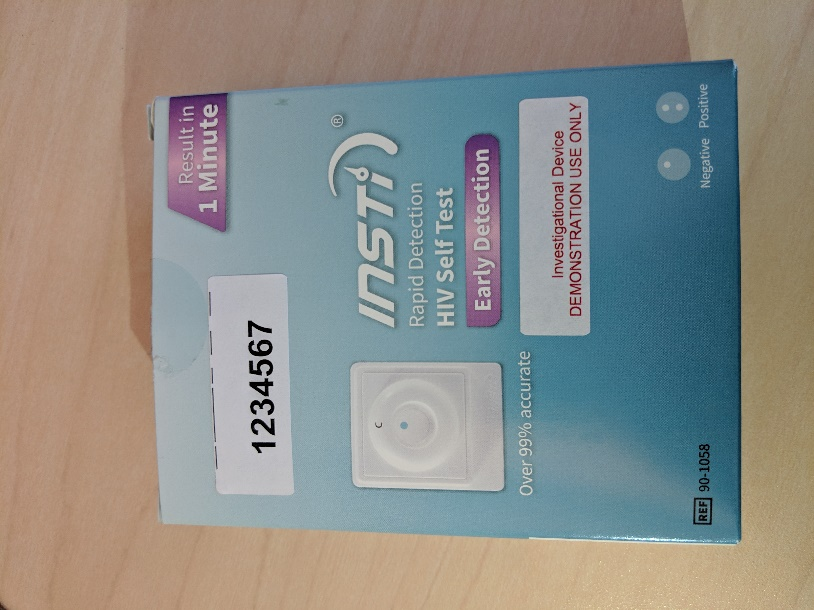 Result in
1 Minute
1234567
INSTI®
Rapid Detection
HIV Self Test
Early Detection
C
Over 99% accurate
Investigational Device
DEMONSTRATION USE ONLY
REF 90-1058
Negative Positive